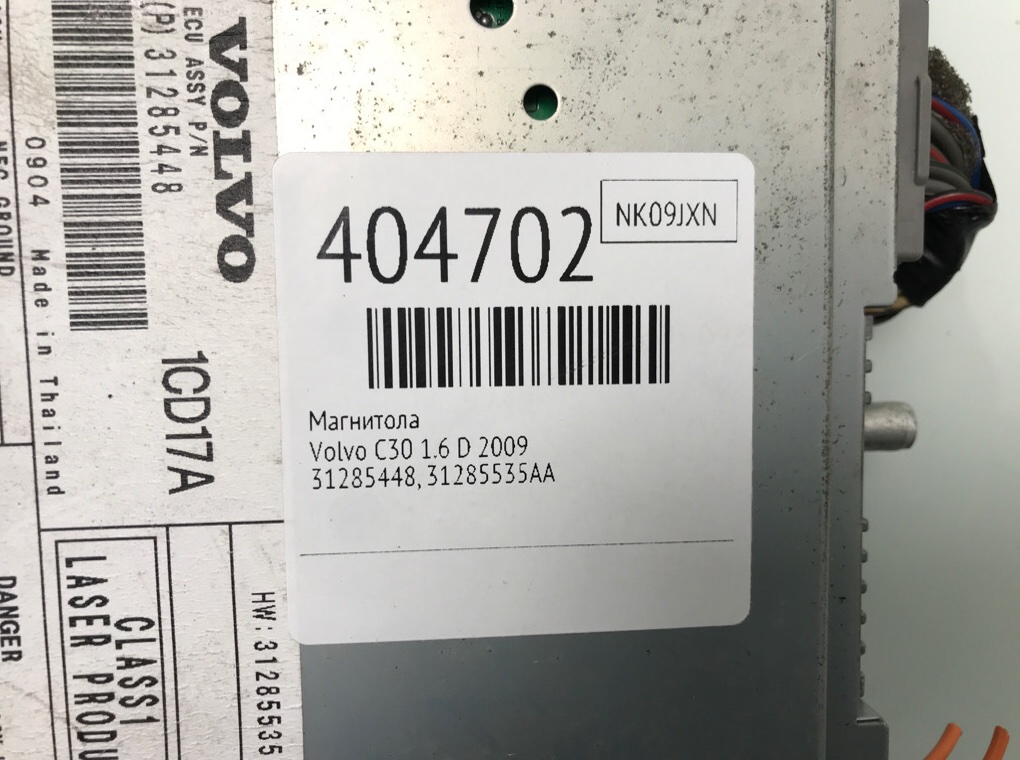 404702
NK09JXN
Магнитола
Volvo C30 1.6 D 2009
31285448, 31285535AA
VOLVO
ECU ASSY P/N
(P) 31285448
0904 Made in Thailand
1CD17A
CLASS1
LASER PRODU
HW:31285535
DANGER
GROUND